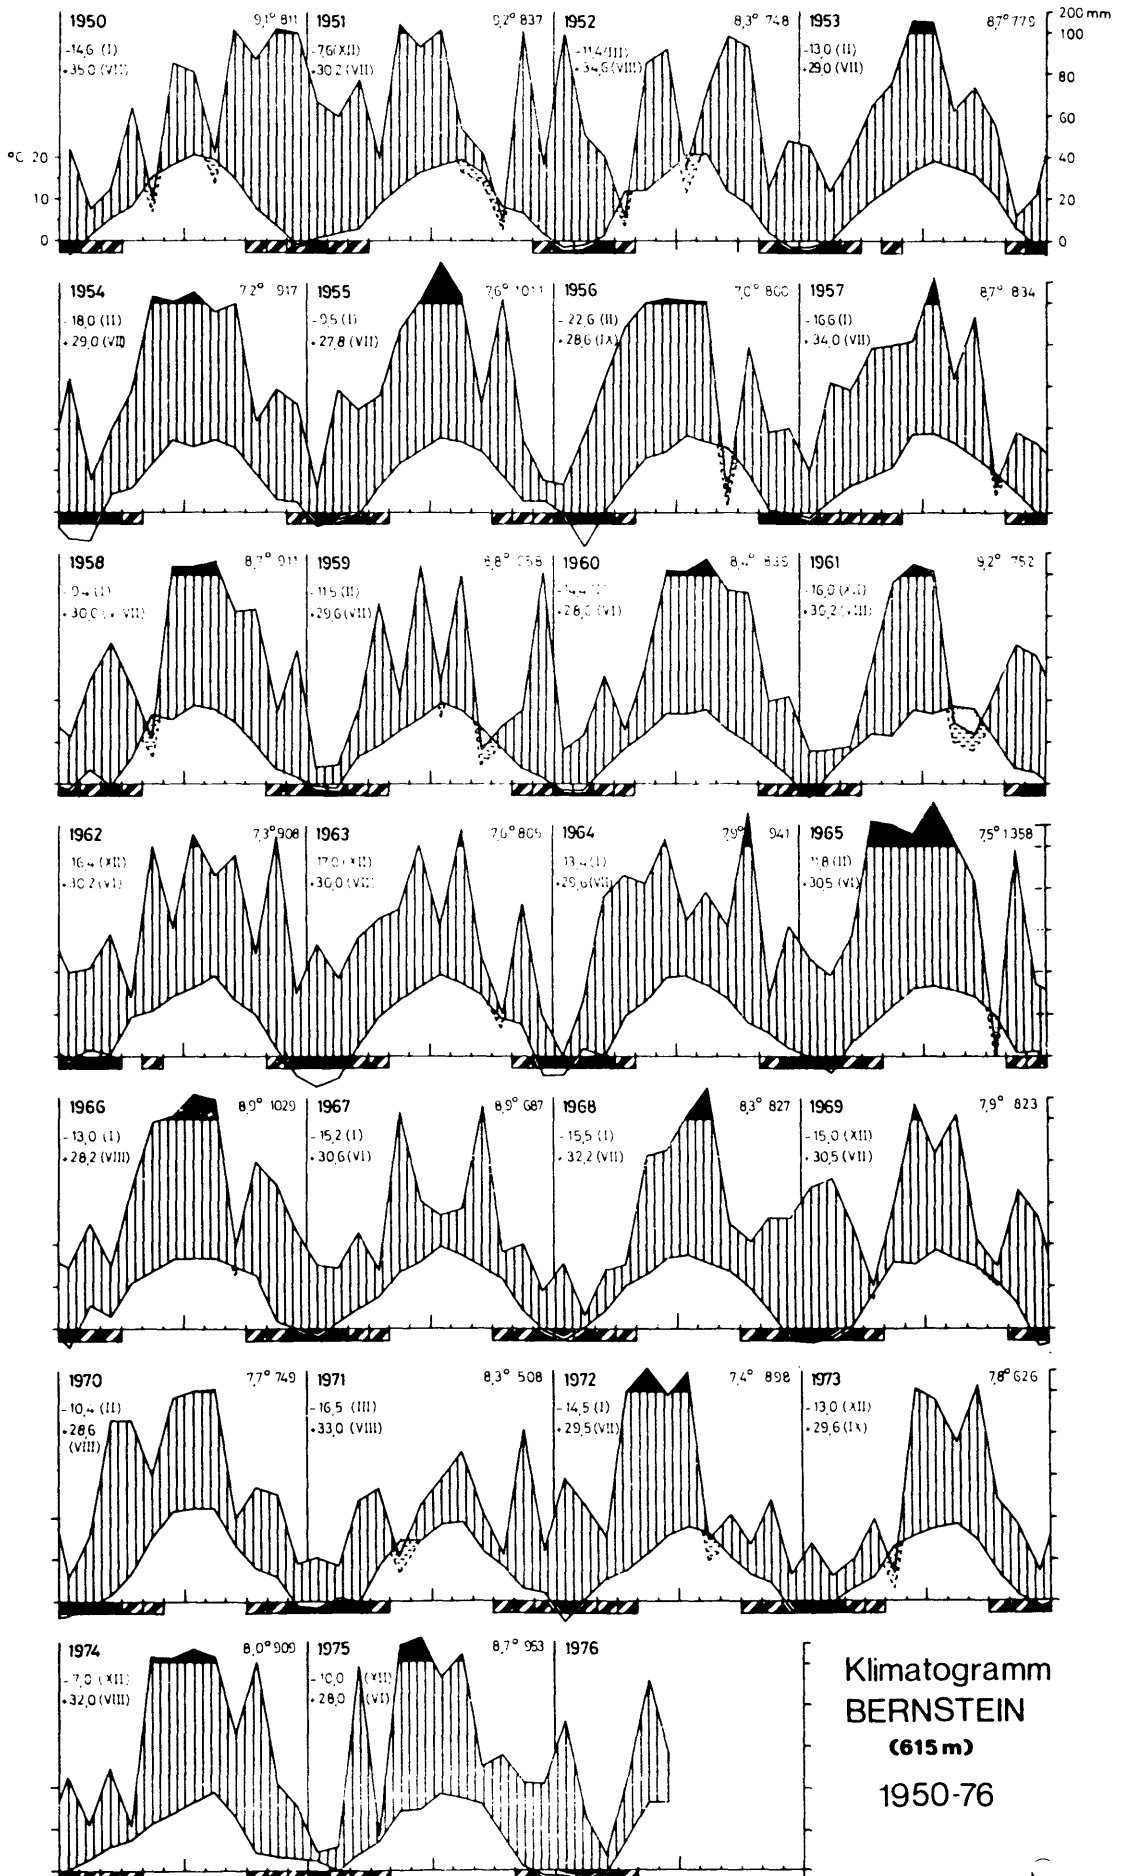 1950 9,1° 811 1951 9,2° 837 1952 8,3° 748 1953 8,7° 779 200 mm
-14,6 (I) -7,6 (XII) -11,4 (III) -13,0 (II) 100
+35,0 (VII) +30,2 (VII) +34,6 (VIII) +29,0 (VII) 80
60
°C 20 40
10 20
0 0
1954 7,2° 917 1955 7,6° 1011 1956 7,0° 800 1957 8,7° 834
-18,0 (II) -9,5 (I) -22,6 (II) -16,6 (I)
+29,0 (VII) +27,8 (VII) +28,6 (IX) +34,0 (VII)
1958 8,7° 911 1959 1960 1961 9,2° 752
-9,4 (I) -11,5 (II) -16,0 (XII)
+29,6 (VII) +28,0 (VI)
1962 7,3° 908 1963 7,6° 805 1964 7,9° 941 1965 7,5° 1358
-16,4 (XII) -13,4 (I) -11,8 (II)
+30,2 (VI) +29,6 (VII) +30,5 (VI)
1966 8,9° 1029 1967 8,9° 687 1968 8,3° 827 1969 7,9° 823
-13,0 (I) -15,2 (I) -15,5 (I) -15,0 (XII)
+28,2 (VIII) +30,6 (VI) +32,2 (VII) +30,5 (VII)
1970 7,7° 749 1971 8,3° 508 1972 7,4° 898 1973 7,8° 626
-10,4 (II) -16,5 (III) -14,5 (I) -13,0 (XII)
+28,6 +33,0 (VIII) +29,5 (VII) +29,6 (IX)
(VIII)
1974 8,0° 909 1975 8,7° 953 1976
-7,0 (XII) -10,0 (XII)
+32,0 (VIII) +28,0 (VI)
Klimatogramm
BERNSTEIN
(615 m)
1950-76